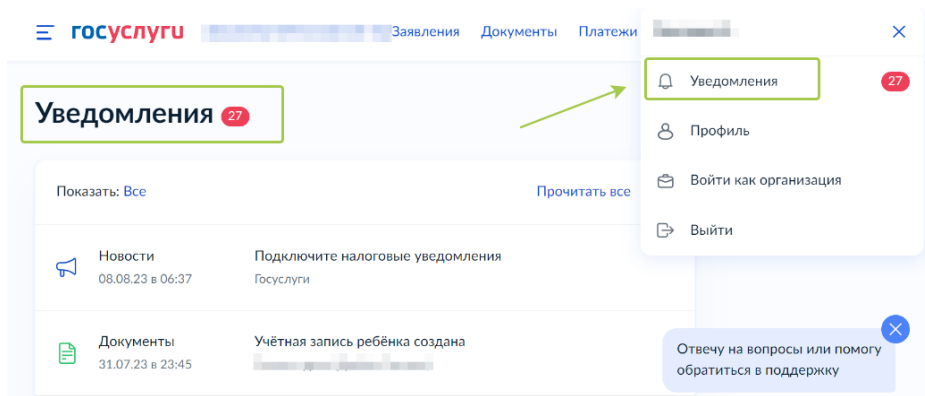 госуслуги
Заявления Документы Платежи
Уведомления 27
Уведомления 27
Профиль
Войти как организация
Выйти
Показать: Все Прочитать все
Новости Подключите налоговые уведомления
08.08.23 в 06:37 Госуслуги
Документы Учётная запись ребёнка создана
31.07.23 в 23:45
Отвечу на вопросы или помогу
обратиться в поддержку